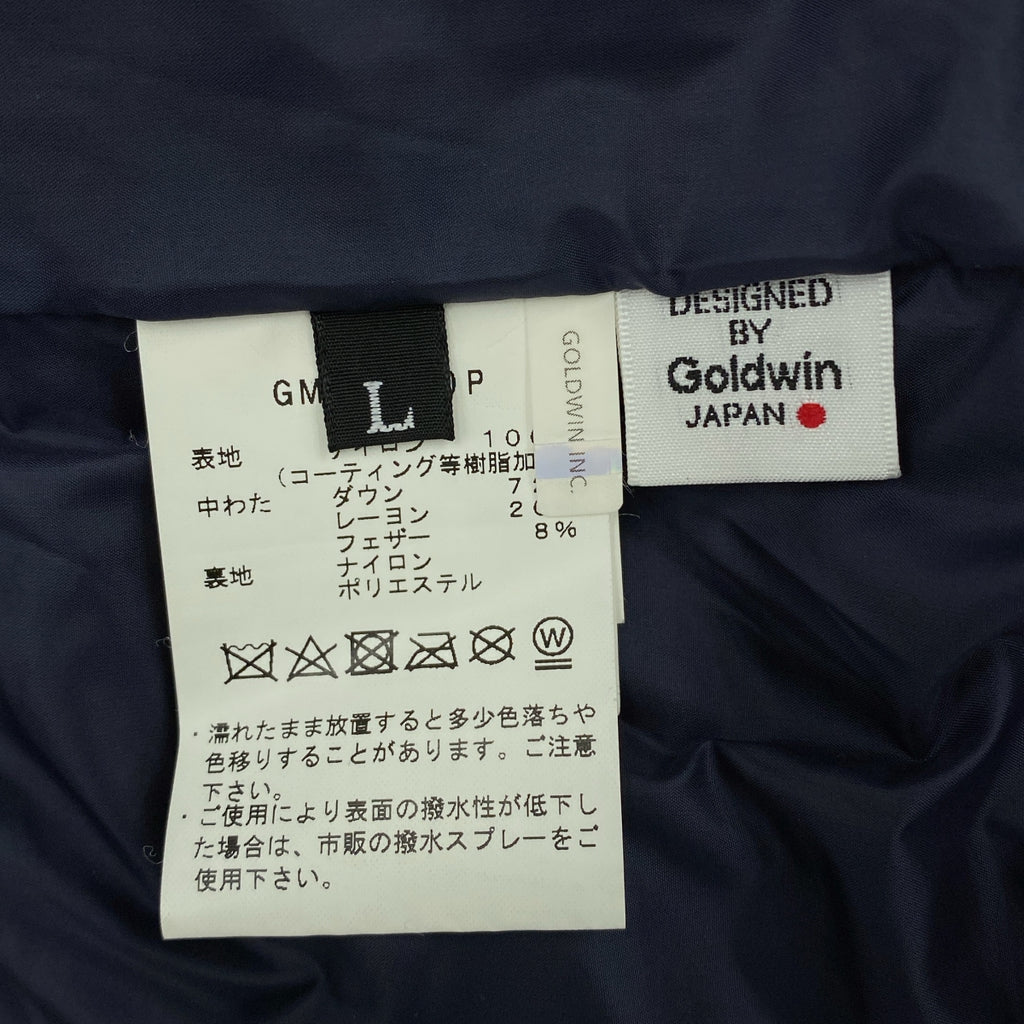 L
GM
P
表地
ナイロン
(コーティング等樹脂加
中わた
ダウン
レーヨン
フェザー 8%
裏地
ナイロン
ポリエステル
W
・濡れたまま放置すると多少色落ちや
色移りすることがあります。ご注意
下さい。
・ご使用により表面の撥水性が低下し
た場合は、市販の撥水スプレーをご
使用下さい。
GOLDWIN INC.
DESIGNED
BY
Goldwin
JAPAN